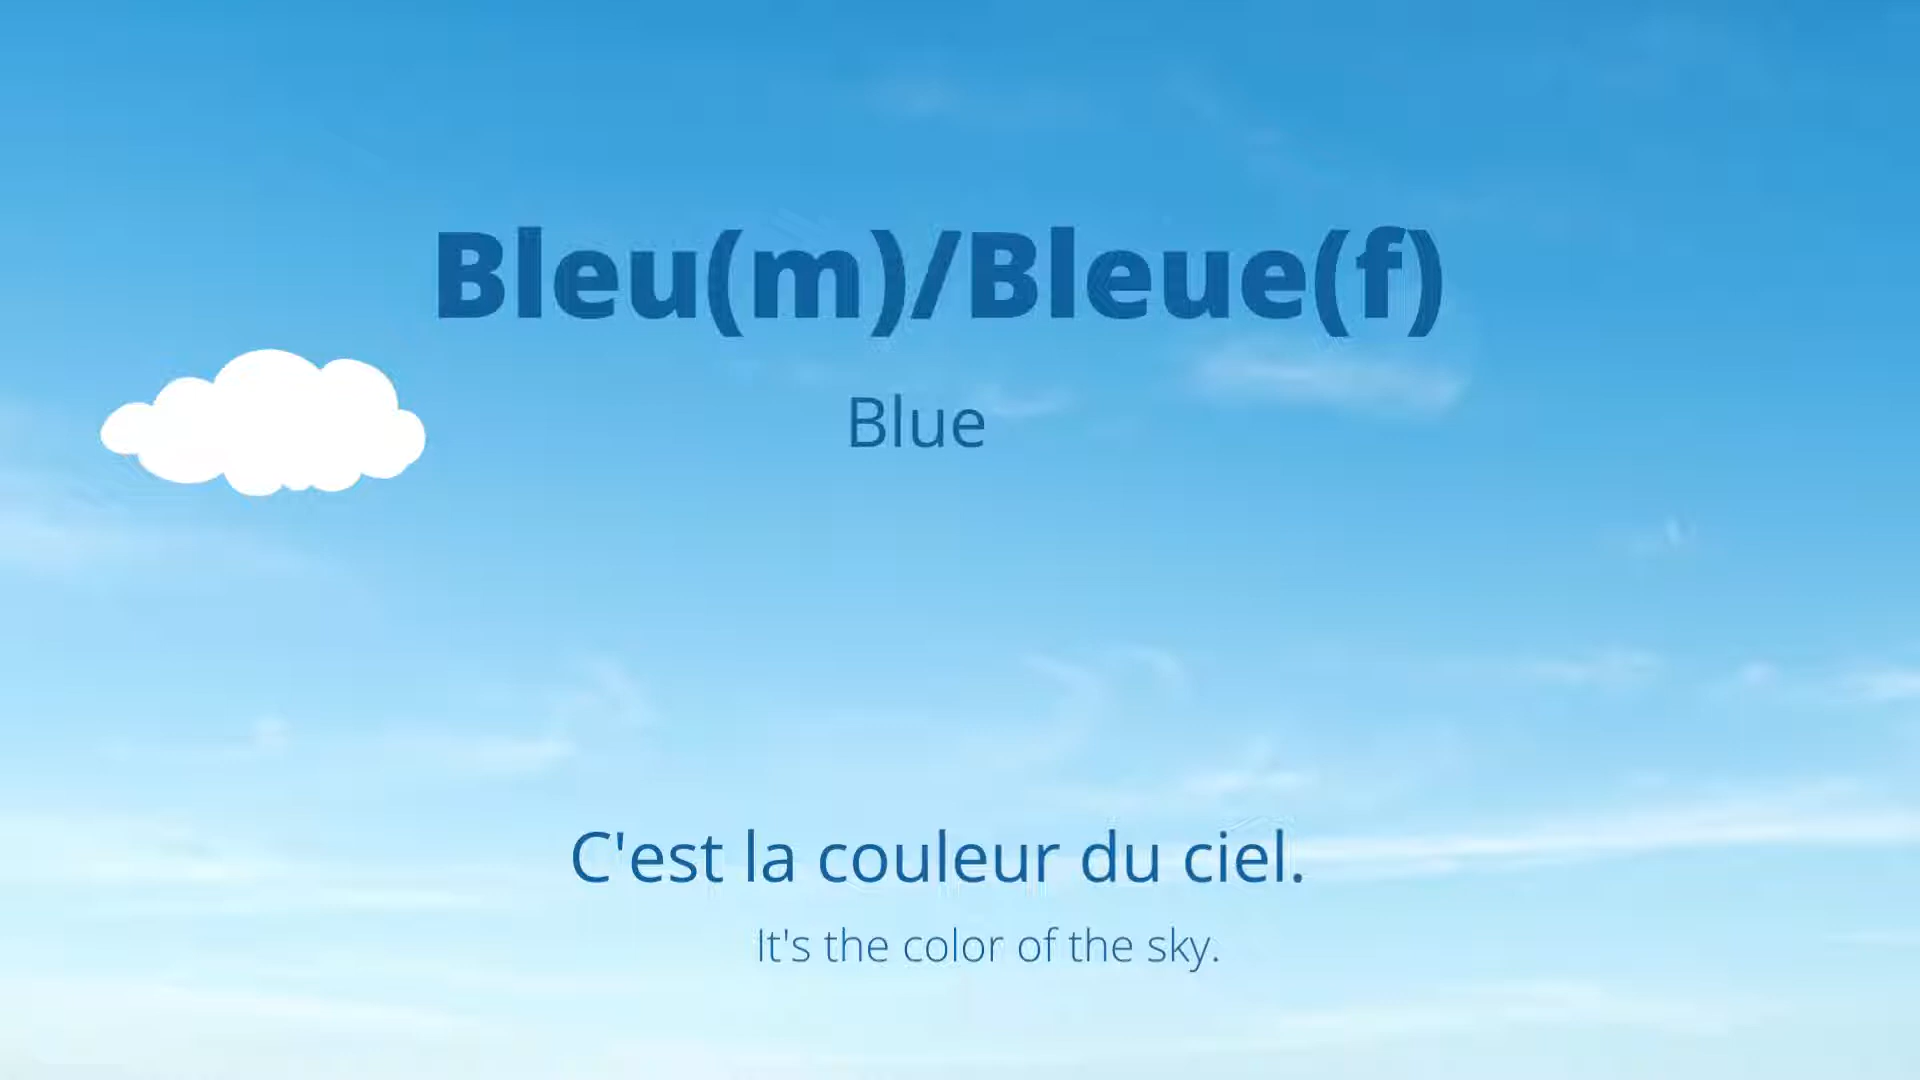 Bleu(m)/Bleue(f)
Blue
C'est la couleur du ciel.
It's the color of the sky.